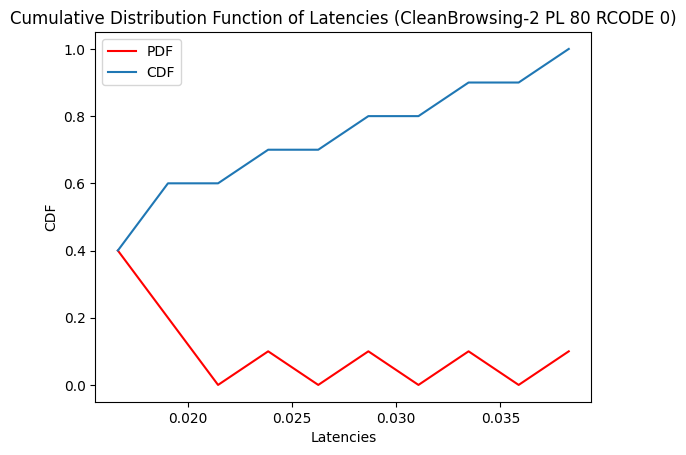 Cumulative Distribution Function of Latencies (CleanBrowsing-2 PL 80 RCODE 0)
PDF
CDF
1.0
0.8
0.6
0.4
0.2
0.0
CDF
0.020 0.025 0.030 0.035
Latencies